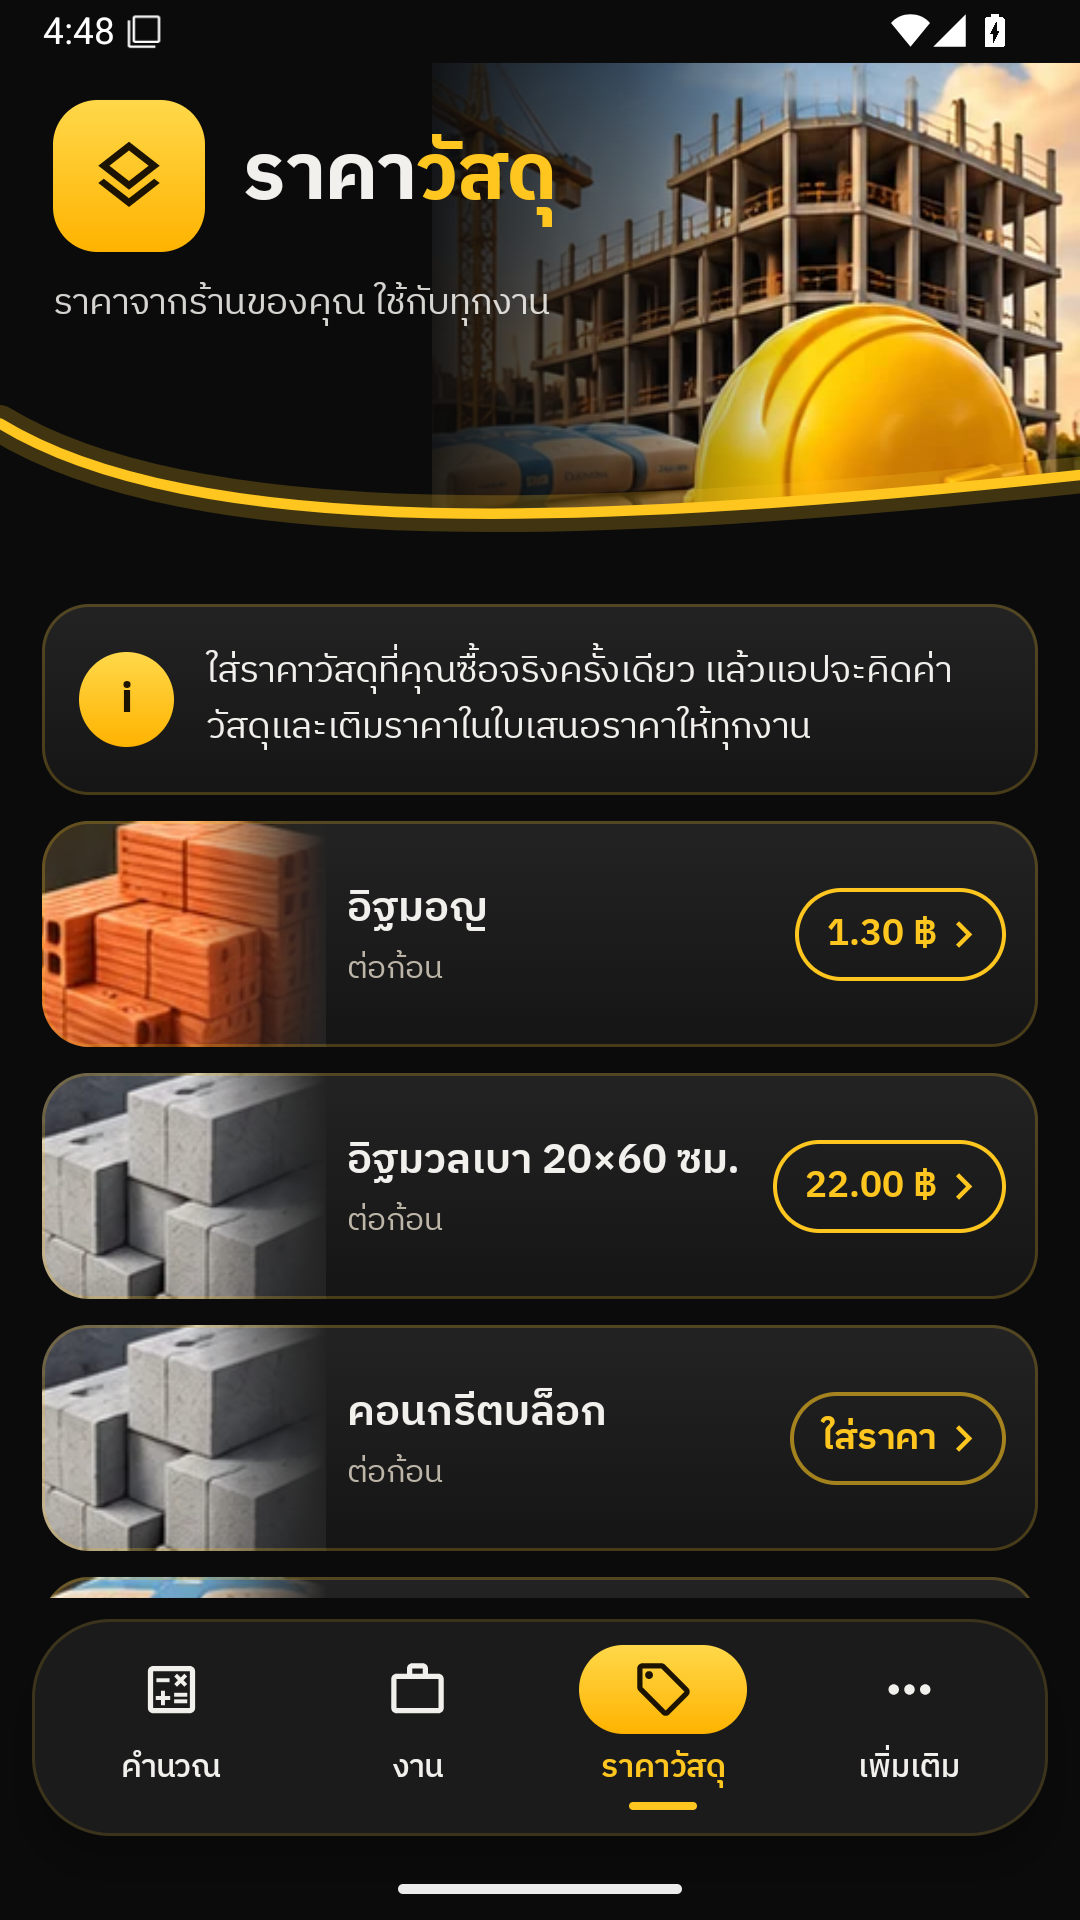 4:48
ราคาวัสดุ
ราคาจากร้านของคุณ ใช้กับทุกงาน
i
ใส่ราคาวัสดุที่คุณซื้อจริงครั้งเดียว แล้วแอปจะคิดค่า
วัสดุและเติมราคาในใบเสนอราคาให้ทุกงาน
อิฐมอญ
ต่อก้อน
1.30 ฿
อิฐมวลเบา 20×60 ซม.
ต่อก้อน
22.00 ฿
คอนกรีตบล็อก
ต่อก้อน
ใส่ราคา
คำนวณ
งาน
ราคาวัสดุ
เพิ่มเติม